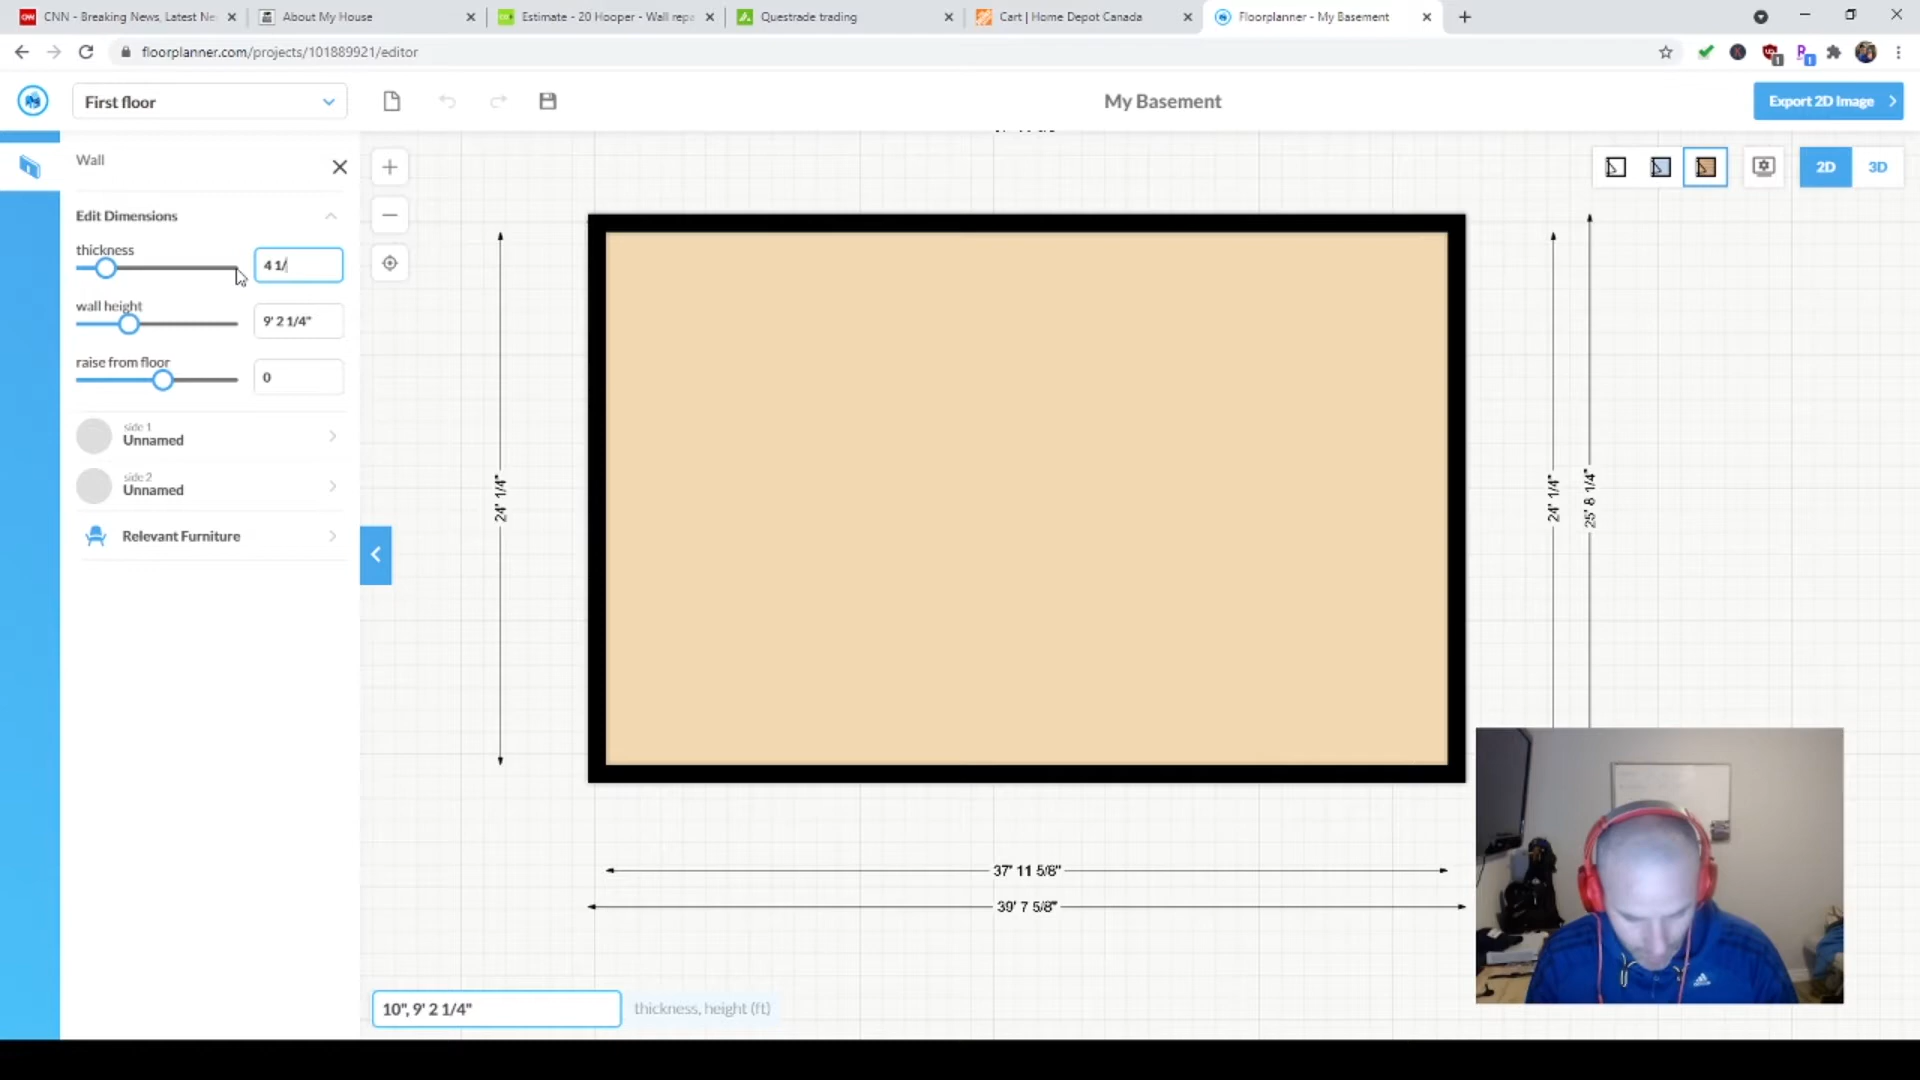 CNN - Breaking News, Latest Ne
About My House
Estimate - 20 Hooper - Wall repa
Questrade trading
Cart | Home Depot Canada
Floorplanner - My Basement
floorplanner.com/projects/101889921/editor
First floor
My Basement
Export 2D Image
Wall
Edit Dimensions
thickness
4 1/
wall height
9' 2 1/4"
raise from floor
0
side 1
Unnamed
side 2
Unnamed
Relevant Furniture
2D
3D
24' 1/4"
24' 1/4"
25' 8 1/4"
37' 11 5/8"
39' 7 5/8"
10", 9' 2 1/4"
thickness, height (ft)